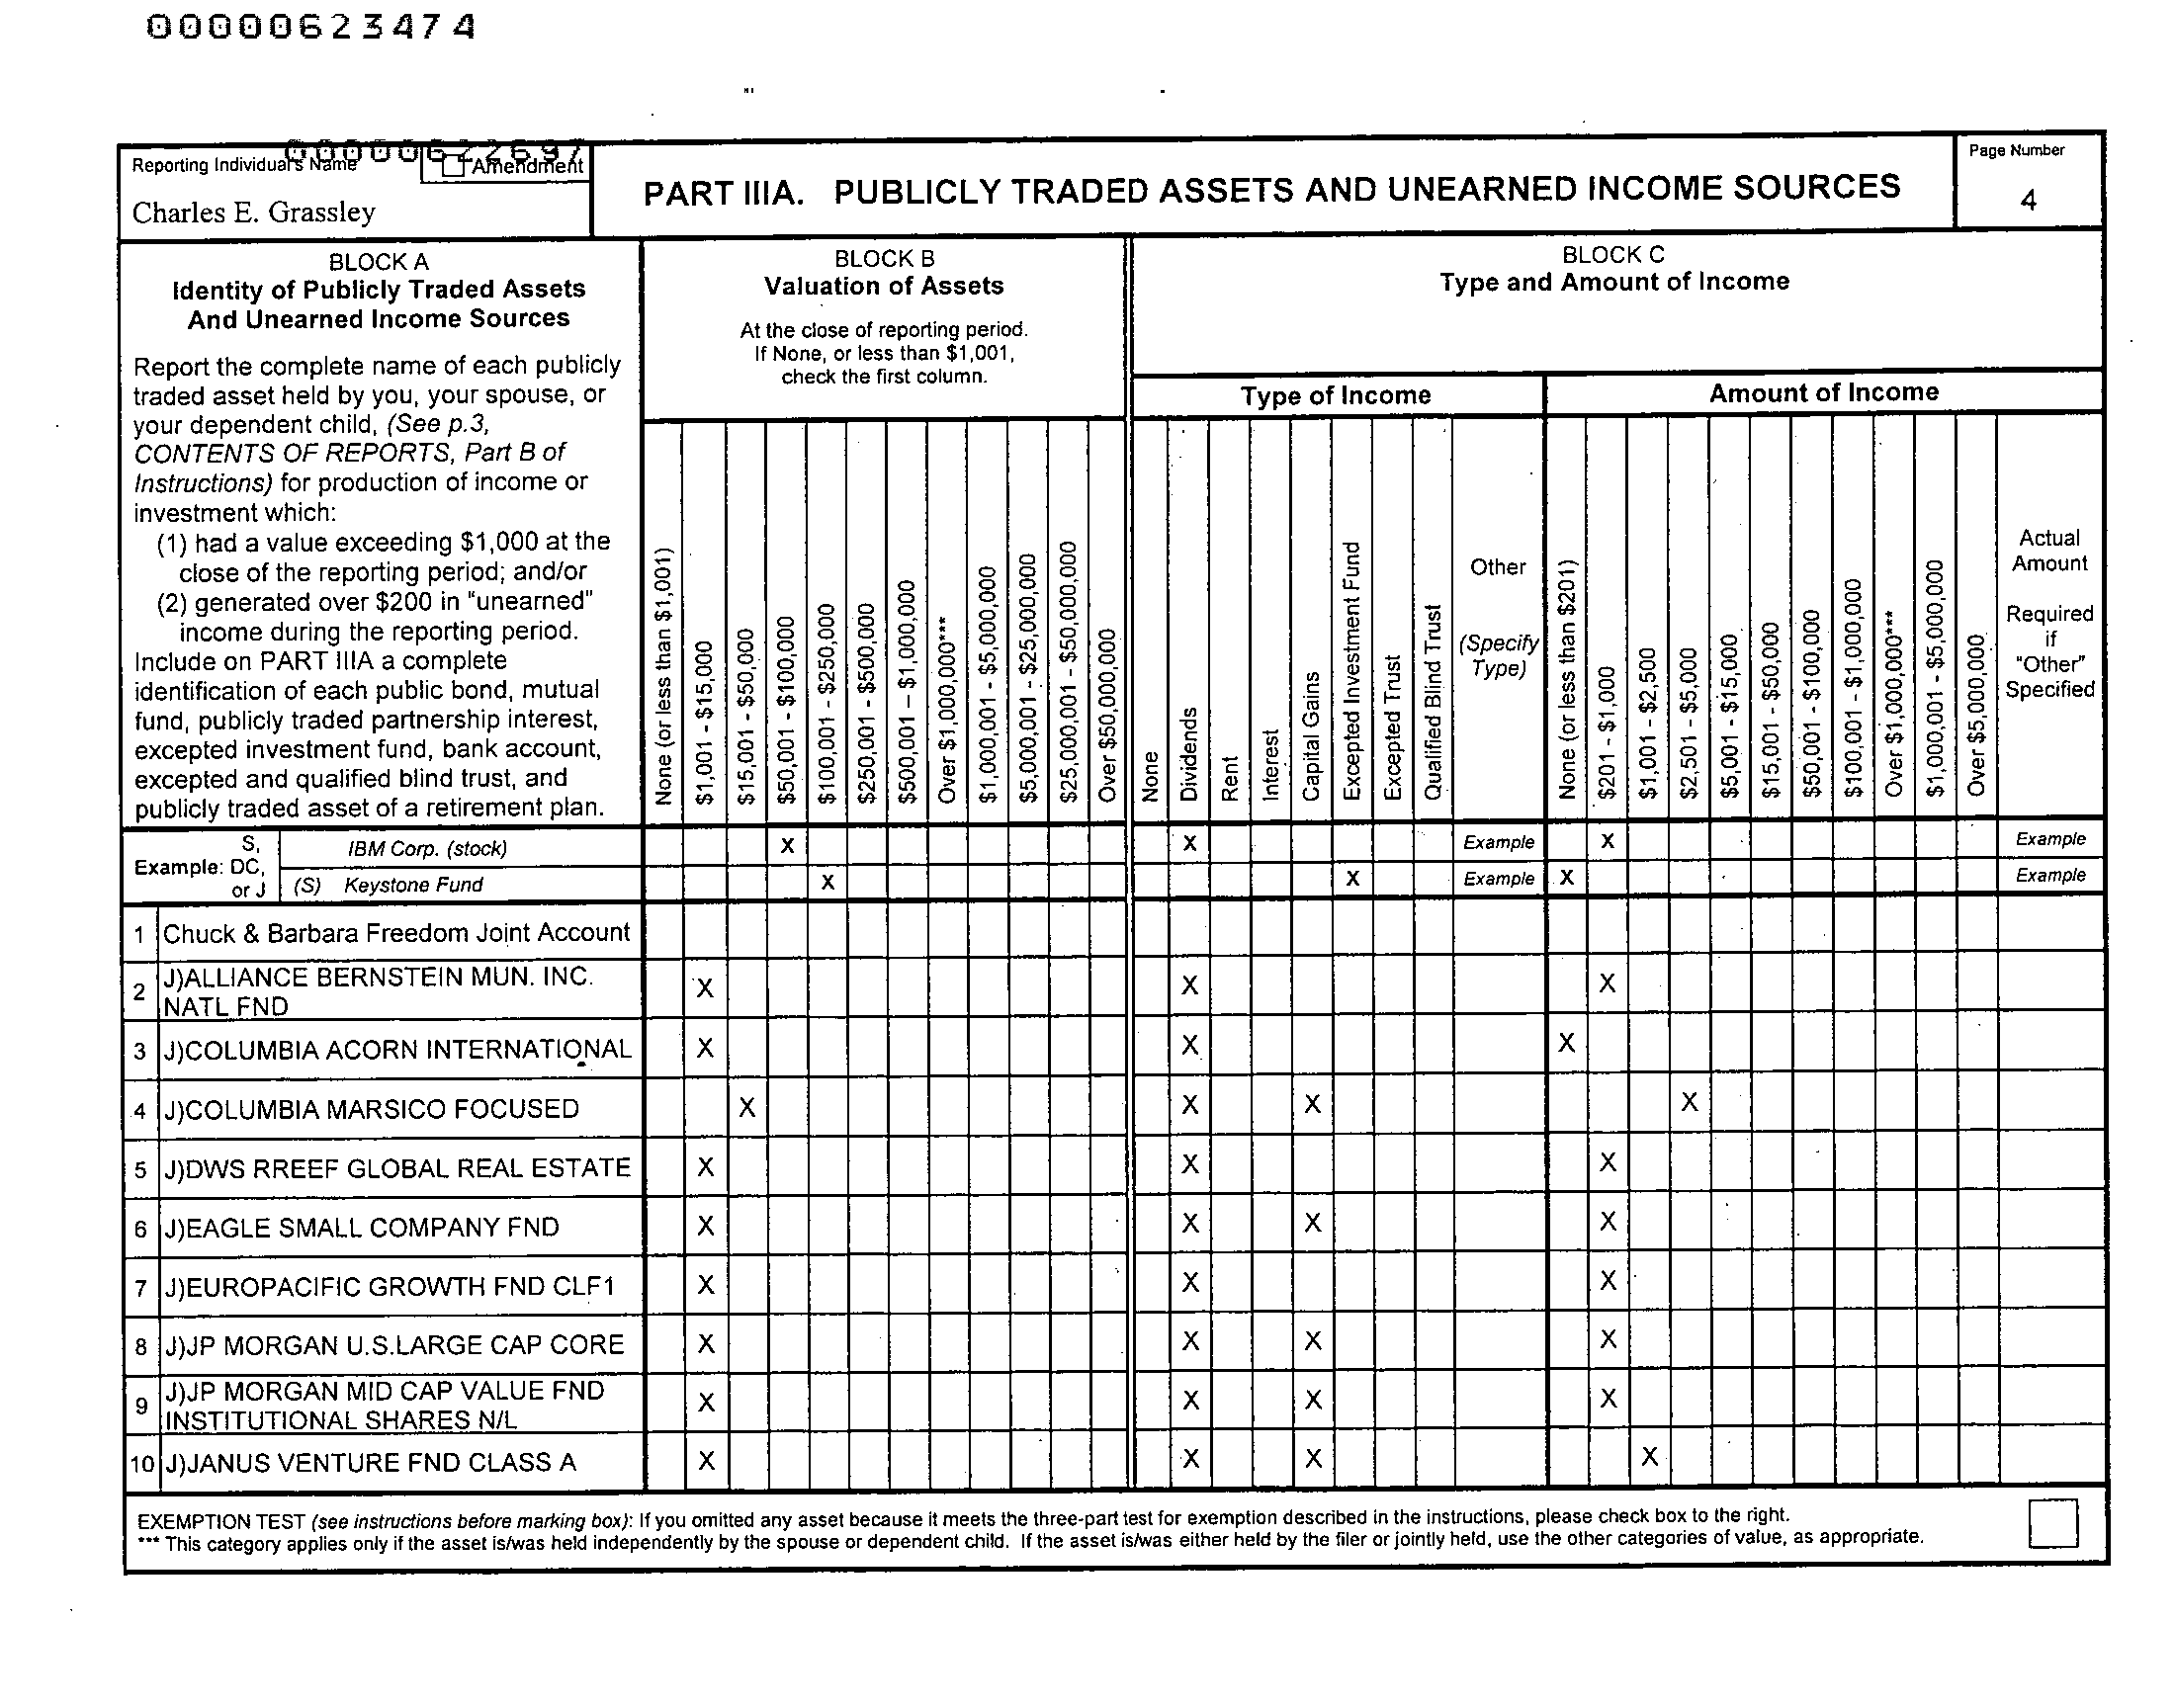 00000623474
00000622697
Reporting Individual's Name
Amendment
Charles E. Grassley
PART IIIA. PUBLICLY TRADED ASSETS AND UNEARNED INCOME SOURCES
Page Number
4
BLOCK A
Identity of Publicly Traded Assets
And Unearned Income Sources
Report the complete name of each publicly
traded asset held by you, your spouse, or
your dependent child, (See p.3,
CONTENTS OF REPORTS, Part B of
Instructions) for production of income or
investment which:
(1) had a value exceeding $1,000 at the
close of the reporting period; and/or
(2) generated over $200 in "unearned"
income during the reporting period.
Include on PART IIIA a complete
identification of each public bond, mutual
fund, publicly traded partnership interest,
excepted investment fund, bank account,
excepted and qualified blind trust, and
publicly traded asset of a retirement plan.
BLOCK B
Valuation of Assets
At the close of reporting period.
If None, or less than $1,001,
check the first column.
None (or less than $1,001)
$1,001 - $15,000
$15,001 - $50,000
$50,001 - $100,000
$100,001 - $250,000
$250,001 - $500,000
$500,001 – $1,000,000
Over $1,000,000***
$1,000,001 - $5,000,000
$5,000,001 - $25,000,000
$25,000,001 - $50,000,000
Over $50,000,000
BLOCK C
Type and Amount of Income
Type of Income
None
Dividends
Rent
Interest
Capital Gains
Excepted Investment Fund
Excepted Trust
Qualified Blind Trust
Other
(Specify
Type)
Amount of Income
None (or less than $201)
$201 - $1,000
$1,001 - $2,500
$2,501 - $5,000
$5,001 - $15,000
$15,001 - $50,000
$50,001 - $100,000
$100,001 - $1,000,000
Over $1,000,000***
$1,000,001 - $5,000,000
Over $5,000,000
Actual
Amount
Required
if
"Other"
Specified
S,
Example: DC,
or J
IBM Corp. (stock) X X Example X Example
(S) Keystone Fund X X Example X Example
1 Chuck & Barbara Freedom Joint Account
2 J)ALLIANCE BERNSTEIN MUN. INC.
NATL FND X X X
3 J)COLUMBIA ACORN INTERNATIONAL X X X
4 J)COLUMBIA MARSICO FOCUSED X X X X
5 J)DWS RREEF GLOBAL REAL ESTATE X X X
6 J)EAGLE SMALL COMPANY FND X X X X
7 J)EUROPACIFIC GROWTH FND CLF1 X X X
8 J)JP MORGAN U.S.LARGE CAP CORE X X X X
9 J)JP MORGAN MID CAP VALUE FND
INSTITUTIONAL SHARES N/L X X X X
10 J)JANUS VENTURE FND CLASS A X X X X
EXEMPTION TEST (see instructions before marking box): If you omitted any asset because it meets the three-part test for exemption described in the instructions, please check box to the right.
*** This category applies only if the asset is/was held independently by the spouse or dependent child. If the asset is/was either held by the filer or jointly held, use the other categories of value, as appropriate.